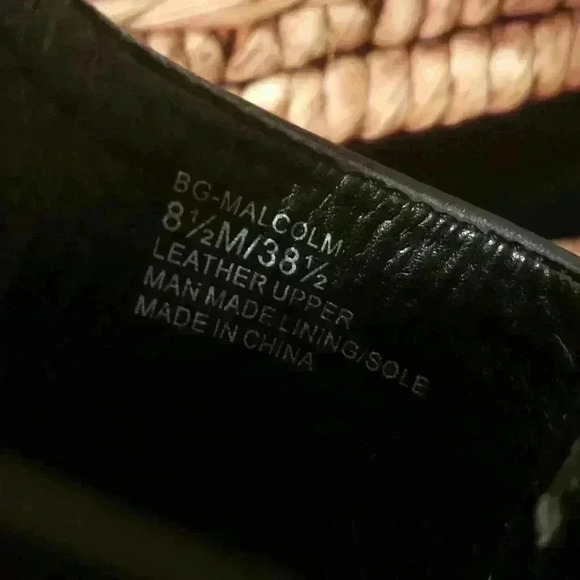 BG-MALCOLM
8½M/38½
LEATHER UPPER
MAN MADE LINING/SOLE
MADE IN CHINA